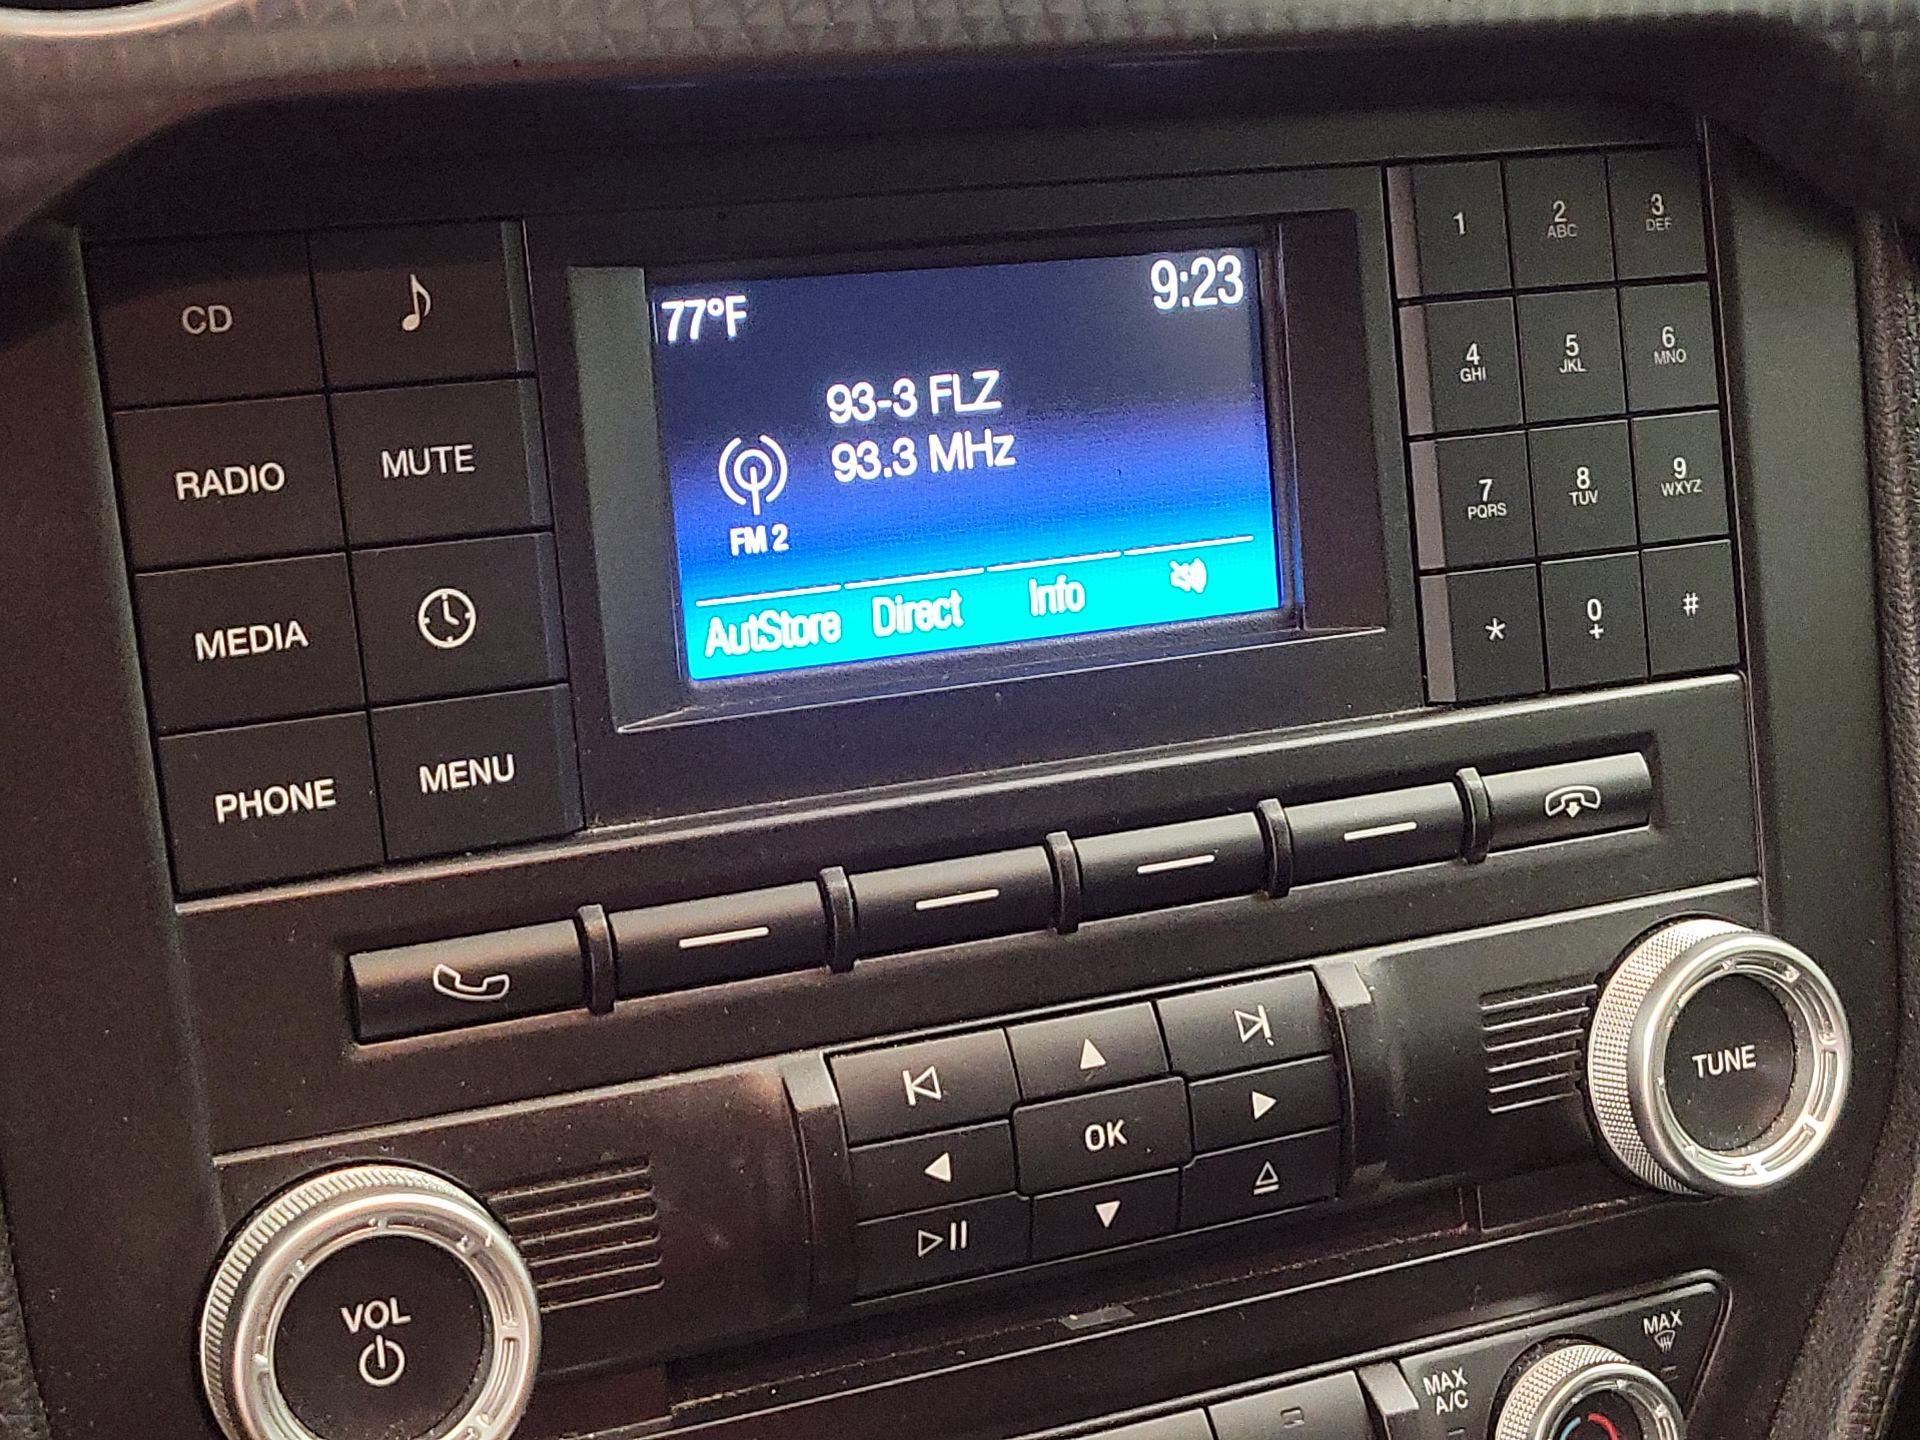 77°F
9:23
93-3 FLZ
93.3 MHz
FM 2
AutStore Direct Info
CD
RADIO MUTE
MEDIA
PHONE MENU
1 2 ABC 3 DEF
4 GHI 5 JKL 6 MNO
7 PQRS 8 TUV 9 WXYZ
* 0 + #
OK
TUNE
VOL
MAX A/C
MAX